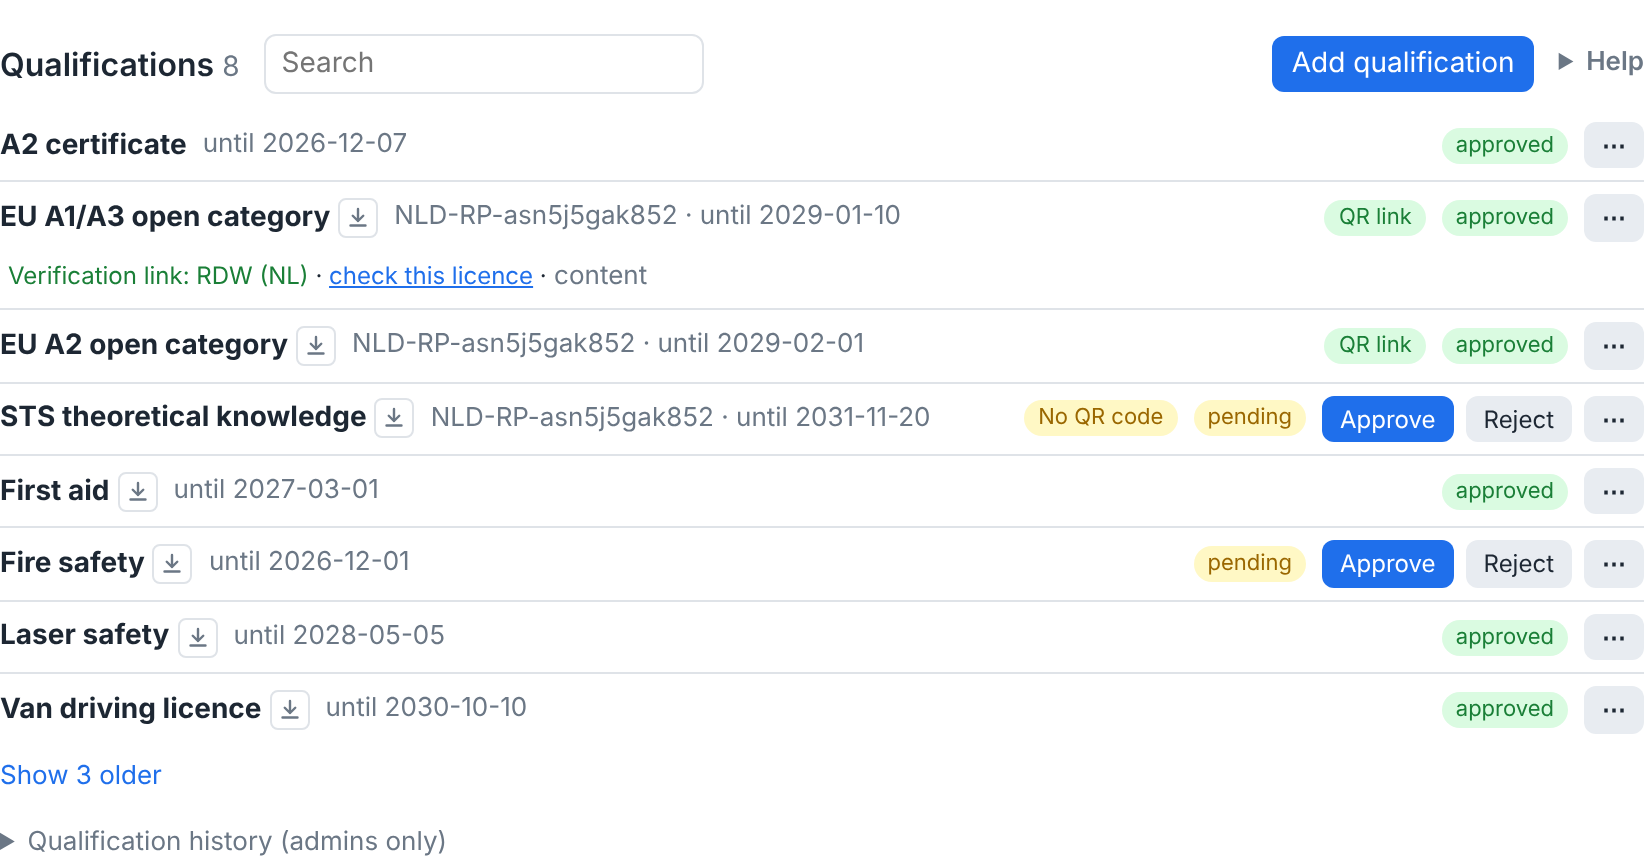 Qualifications 8 Search Add qualification ▶ Help
A2 certificate until 2026-12-07 approved ...
EU A1/A3 open category NLD-RP-asn5j5gak852 · until 2029-01-10 QR link approved ...
Verification link: RDW (NL) · check this licence · content
EU A2 open category NLD-RP-asn5j5gak852 · until 2029-02-01 QR link approved ...
STS theoretical knowledge NLD-RP-asn5j5gak852 · until 2031-11-20 No QR code pending Approve Reject ...
First aid until 2027-03-01 approved ...
Fire safety until 2026-12-01 pending Approve Reject ...
Laser safety until 2028-05-05 approved ...
Van driving licence until 2030-10-10 approved ...
Show 3 older
▶ Qualification history (admins only)